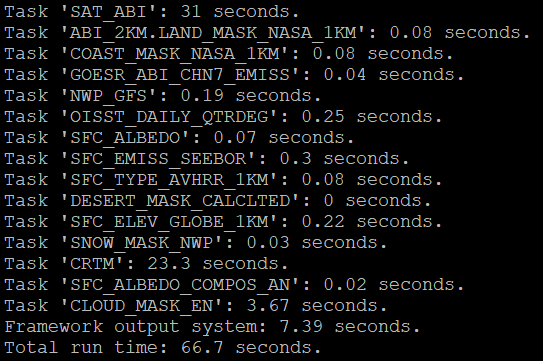 Task 'SAT_ABI': 31 seconds.
Task 'ABI_2KM.LAND_MASK_NASA_1KM': 0.08 seconds.
Task 'COAST_MASK_NASA_1KM': 0.08 seconds.
Task 'GOESR_ABI_CHN7_EMISS': 0.04 seconds.
Task 'NWP_GFS': 0.19 seconds.
Task 'OISST_DAILY_QTRDEG': 0.25 seconds.
Task 'SFC_ALBEDO': 0.07 seconds.
Task 'SFC_EMISS_SEEBOR': 0.3 seconds.
Task 'SFC_TYPE_AVHRR_1KM': 0.08 seconds.
Task 'DESERT_MASK_CALCLTED': 0 seconds.
Task 'SFC_ELEV_GLOBE_1KM': 0.22 seconds.
Task 'SNOW_MASK_NWP': 0.03 seconds.
Task 'CRTM': 23.3 seconds.
Task 'SFC_ALBEDO_COMPOS_AN': 0.02 seconds.
Task 'CLOUD_MASK_EN': 3.67 seconds.
Framework output system: 7.39 seconds.
Total run time: 66.7 seconds.